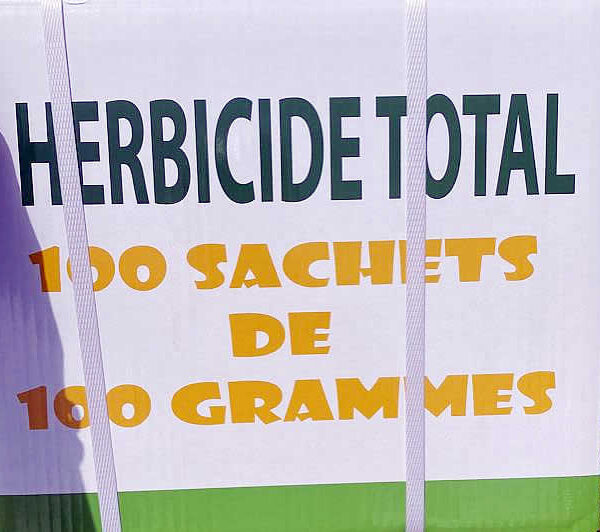 HERBICIDE TOTAL
100 SACHETS
DE
100 GRAMMES